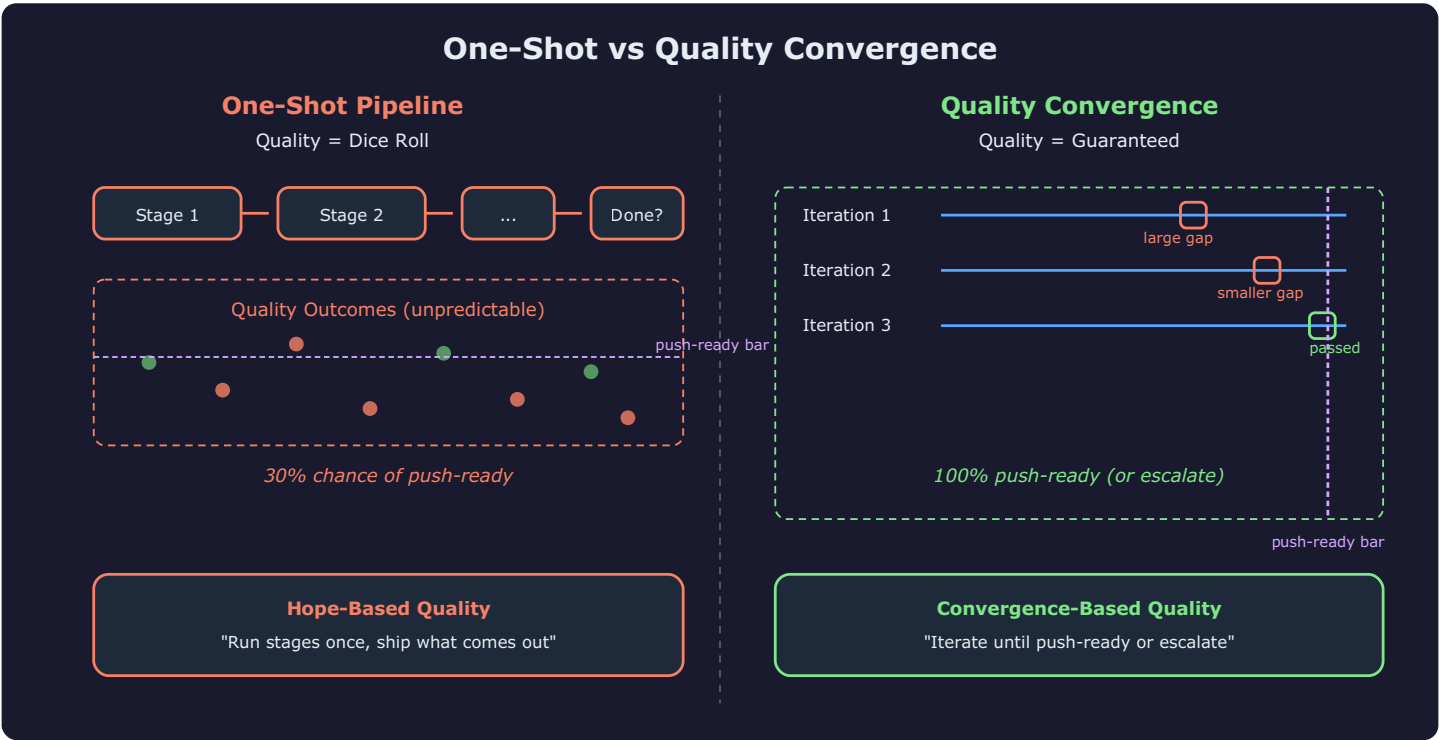 One-Shot vs Quality Convergence
One-Shot Pipeline
Quality = Dice Roll
Stage 1
Stage 2
...
Done?
Quality Outcomes (unpredictable)
push-ready bar
30% chance of push-ready
Hope-Based Quality
"Run stages once, ship what comes out"
Quality Convergence
Quality = Guaranteed
Iteration 1
large gap
Iteration 2
smaller gap
Iteration 3
passed
100% push-ready (or escalate)
push-ready bar
Convergence-Based Quality
"Iterate until push-ready or escalate"